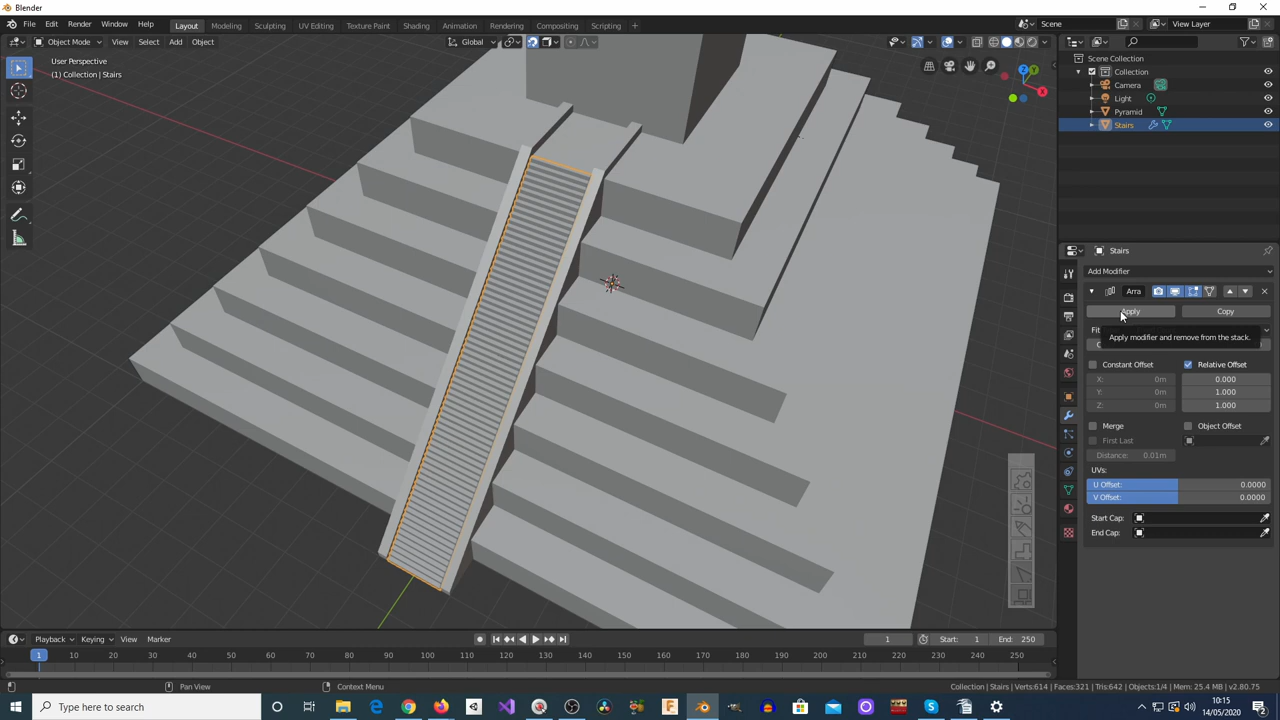 Blender
File Edit Render Window Help Layout Modeling Sculpting UV Editing Texture Paint Shading Animation Rendering Compositing Scripting + Scene View Layer
Object Mode View Select Add Object Global
User Perspective
(1) Collection | Stairs
Z
Y
X
Scene Collection
Collection
Camera
Light
Pyramid
Stairs
Stairs
Add Modifier
Arra
Apply Copy
Apply modifier and remove from the stack.
Constant Offset Relative Offset
X: 0m 0.000
Y: 0m 1.000
Z: 0m 1.000
Merge Object Offset
First Last
Distance: 0.01m
UVs:
U Offset: 0.0000
V Offset: 0.0000
Start Cap:
End Cap:
Playback Keying View Marker 1 Start: 1 End: 250
1 10 20 30 40 50 60 70 80 90 100 110 120 130 140 150 160 170 180 190 200 210 220 230 240 250
Pan View Context Menu Collection | Stairs | Verts:614 | Faces:321 | Tris:642 | Objects:1/4 | Mem: 25.4 MB | v2.80.75
Type here to search
10:15
14/05/2020